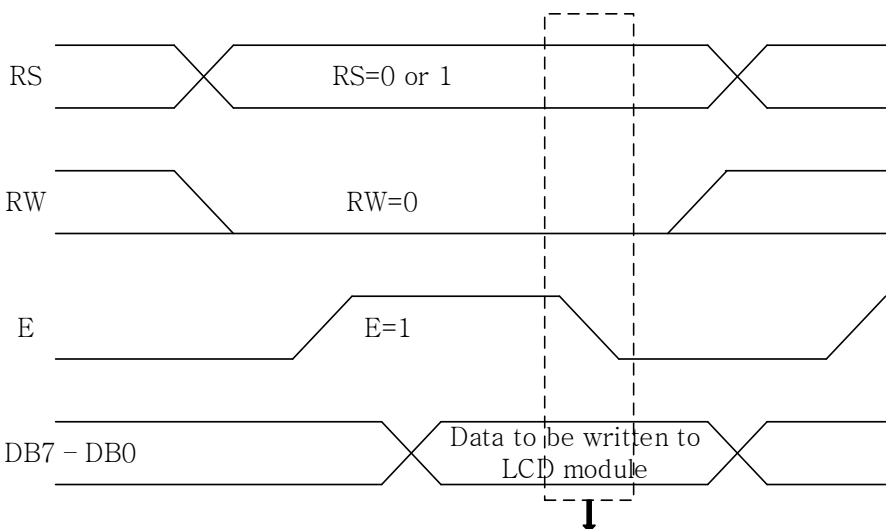 RS
RS=0 or 1
RW
RW=0
E
E=1
DB7 - DB0
Data to be written to
LCD module